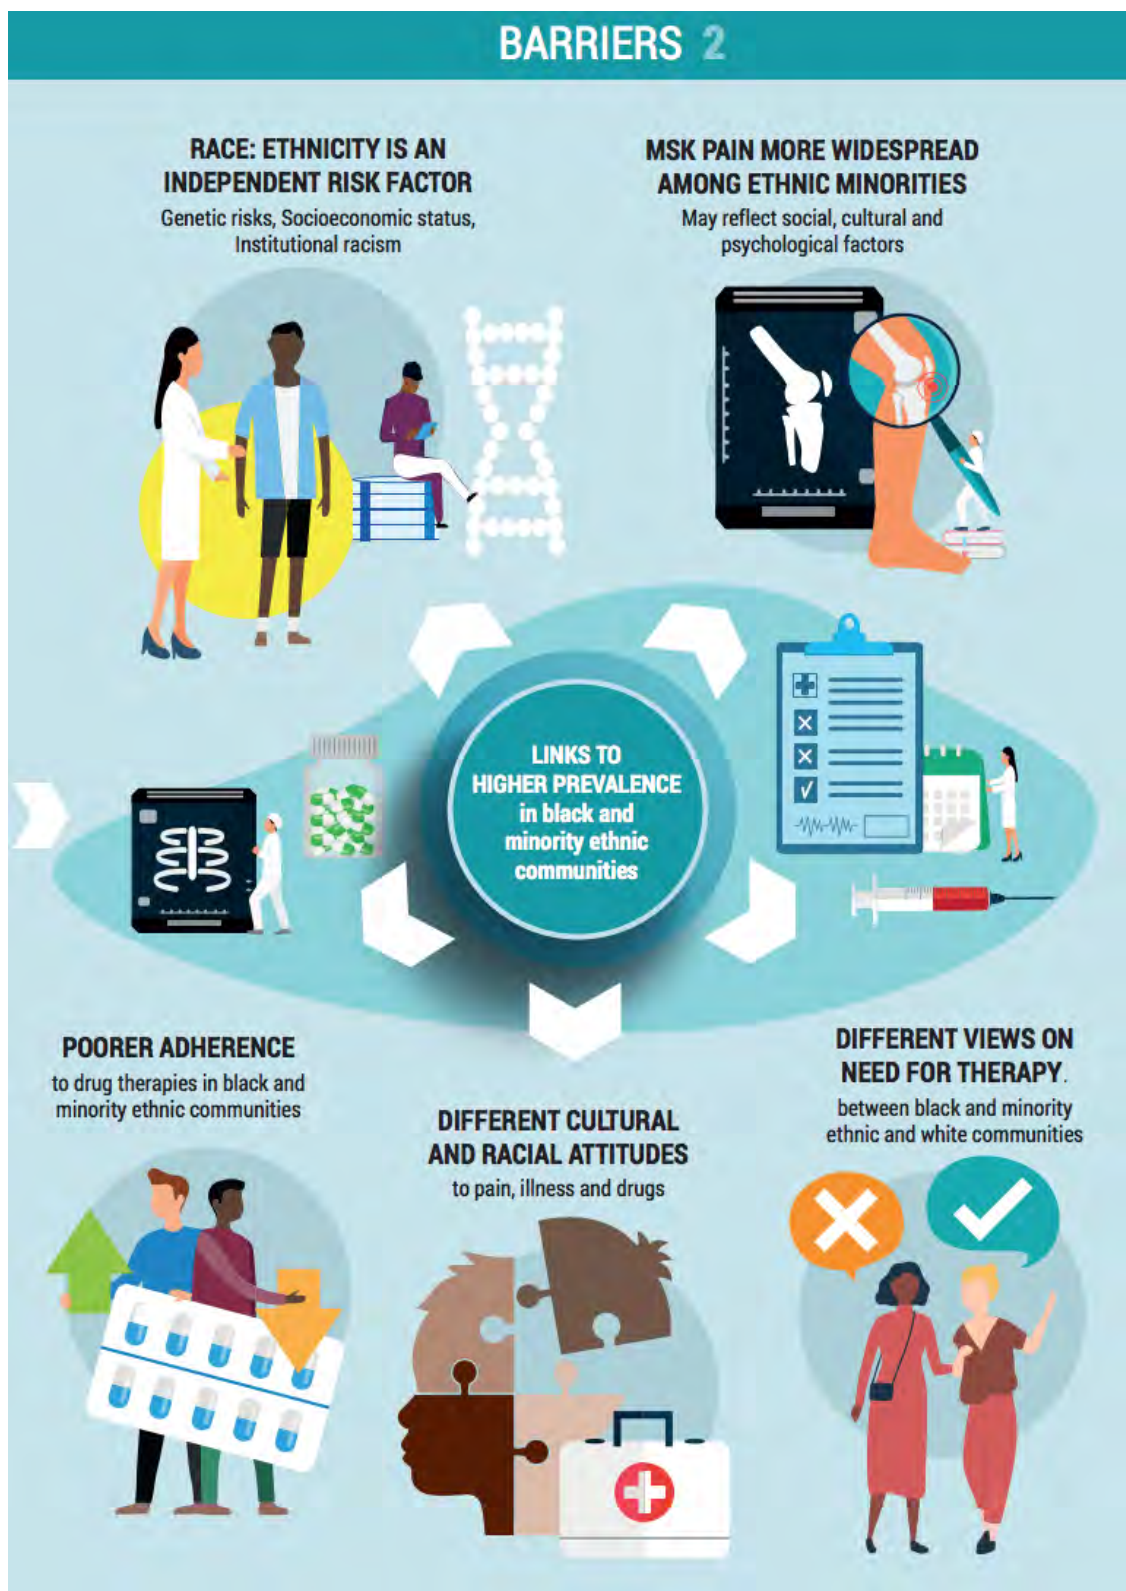 BARRIERS 2
RACE: ETHNICITY IS AN
INDEPENDENT RISK FACTOR
Genetic risks, Socioeconomic status,
Institutional racism
MSK PAIN MORE WIDESPREAD
AMONG ETHNIC MINORITIES
May reflect social, cultural and
psychological factors
LINKS TO
HIGHER PREVALENCE
in black and
minority ethnic
communities
POORER ADHERENCE
to drug therapies in black and
minority ethnic communities
DIFFERENT CULTURAL
AND RACIAL ATTITUDES
to pain, illness and drugs
DIFFERENT VIEWS ON
NEED FOR THERAPY.
between black and minority
ethnic and white communities